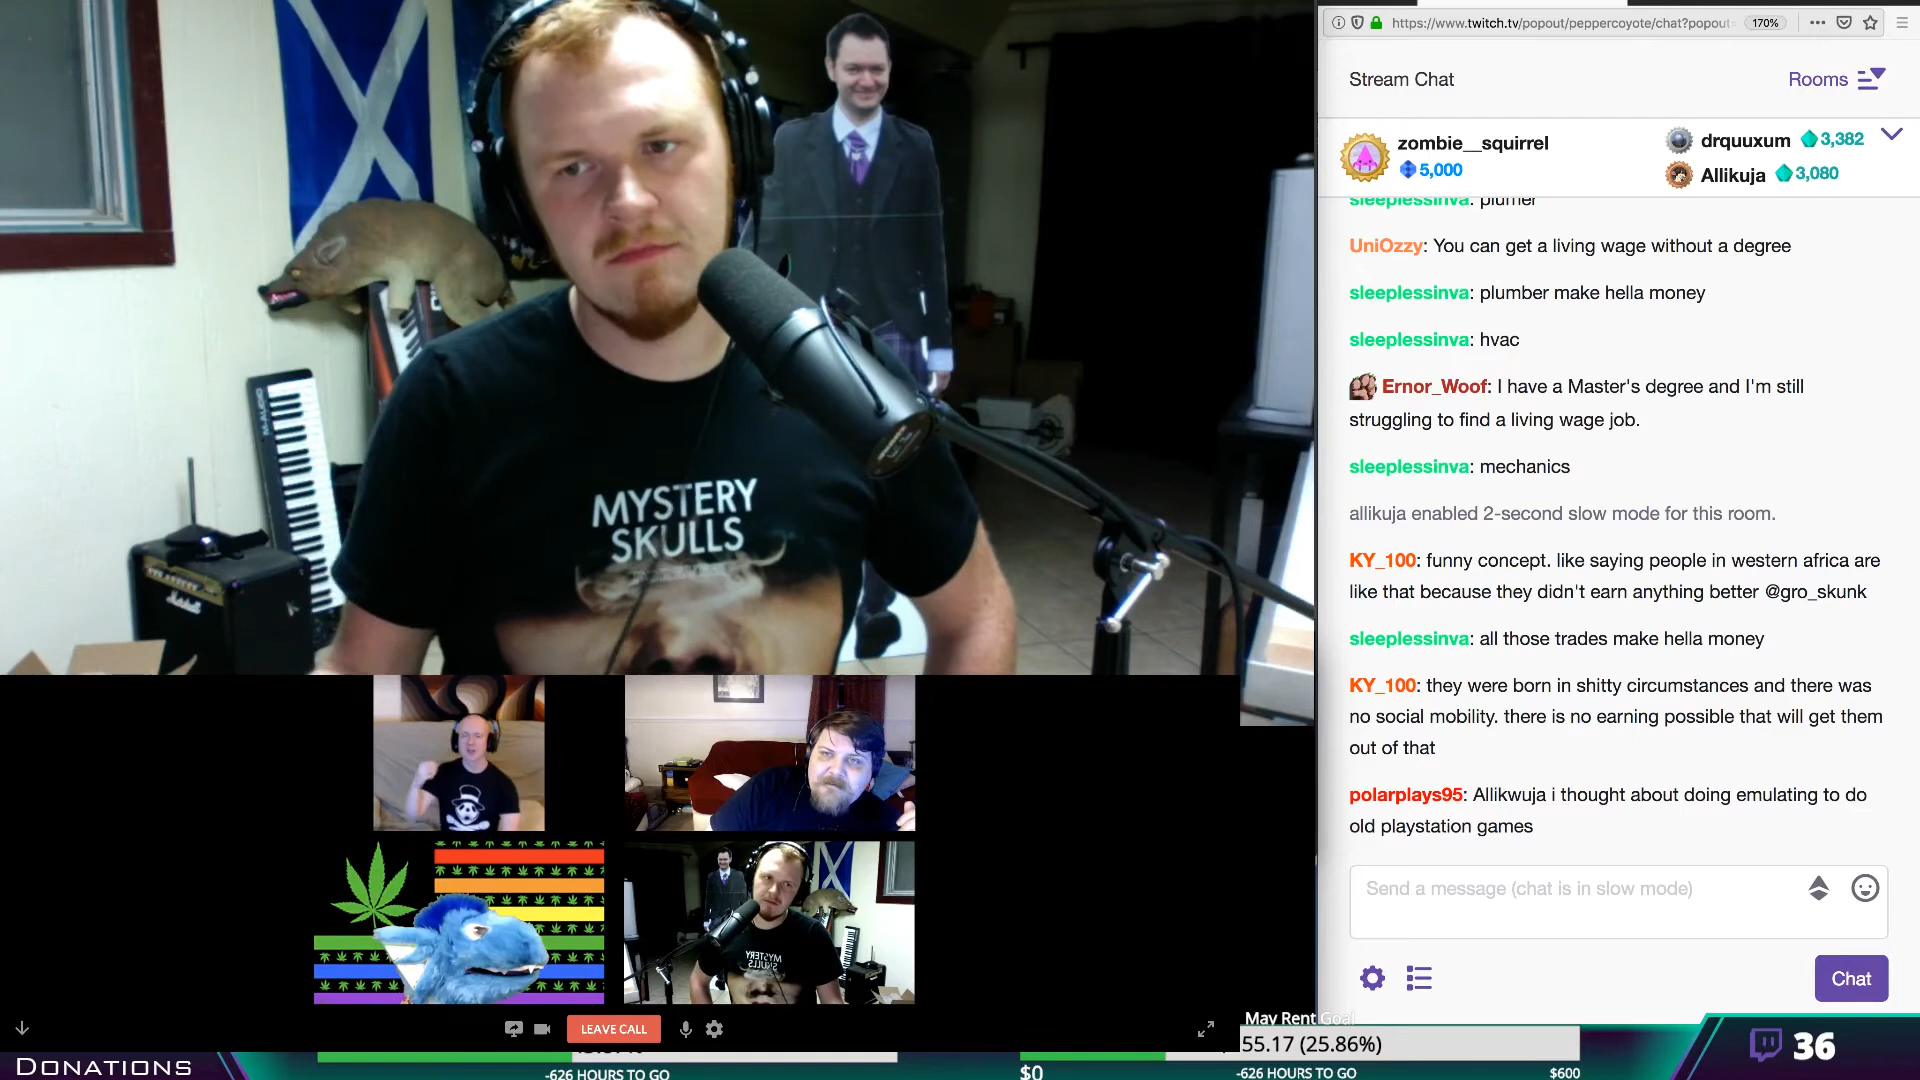 https://www.twitch.tv/popout/peppercoyote/chat?popout=
170%
Stream Chat
Rooms
zombie__squirrel
5,000
drquuxum 3,382
Allikuja 3,080
sleeplessinva: plumer
UniOzzy: You can get a living wage without a degree
sleeplessinva: plumber make hella money
sleeplessinva: hvac
Ernor_Woof: I have a Master's degree and I'm still
struggling to find a living wage job.
sleeplessinva: mechanics
allikuja enabled 2-second slow mode for this room.
KY_100: funny concept. like saying people in western africa are
like that because they didn't earn anything better @gro_skunk
sleeplessinva: all those trades make hella money
KY_100: they were born in shitty circumstances and there was
no social mobility. there is no earning possible that will get them
out of that
polarplays95: Allikwuja i thought about doing emulating to do
old playstation games
Send a message (chat is in slow mode)
Chat
M-AUDIO
Marshall
MYSTERY
SKULLS
MYSTERY
SKULLS
LEAVE CALL
May Rent Goal
55.17 (25.86%)
DONATIONS
-626 HOURS TO GO
$0
-626 HOURS TO GO
$600
36